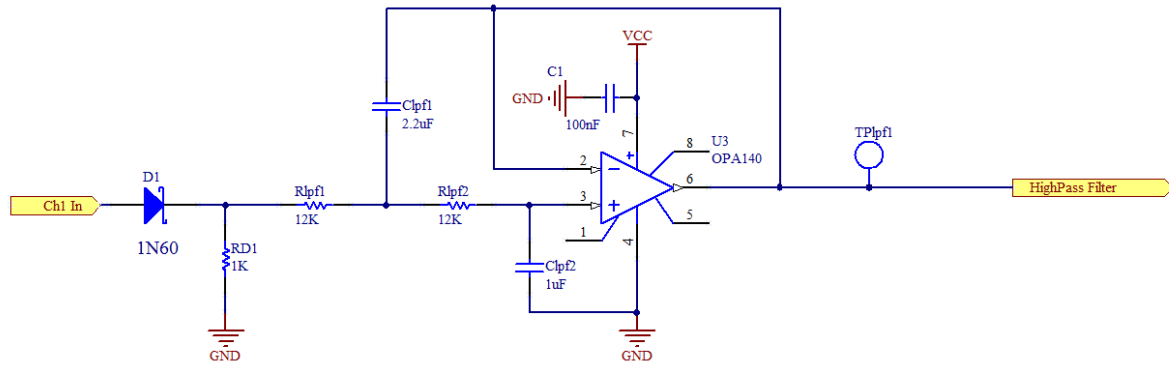 VCC
C1
GND
100nF
Clpf1
2.2uF
7
8
U3
OPA140
TPlpf1
2
6
D1
Rlpf1
Rlpf2
3
Ch1 In
HighPass Filter
12K
12K
1
5
1N60
RD1
1K
4
Clpf2
1uF
GND
GND